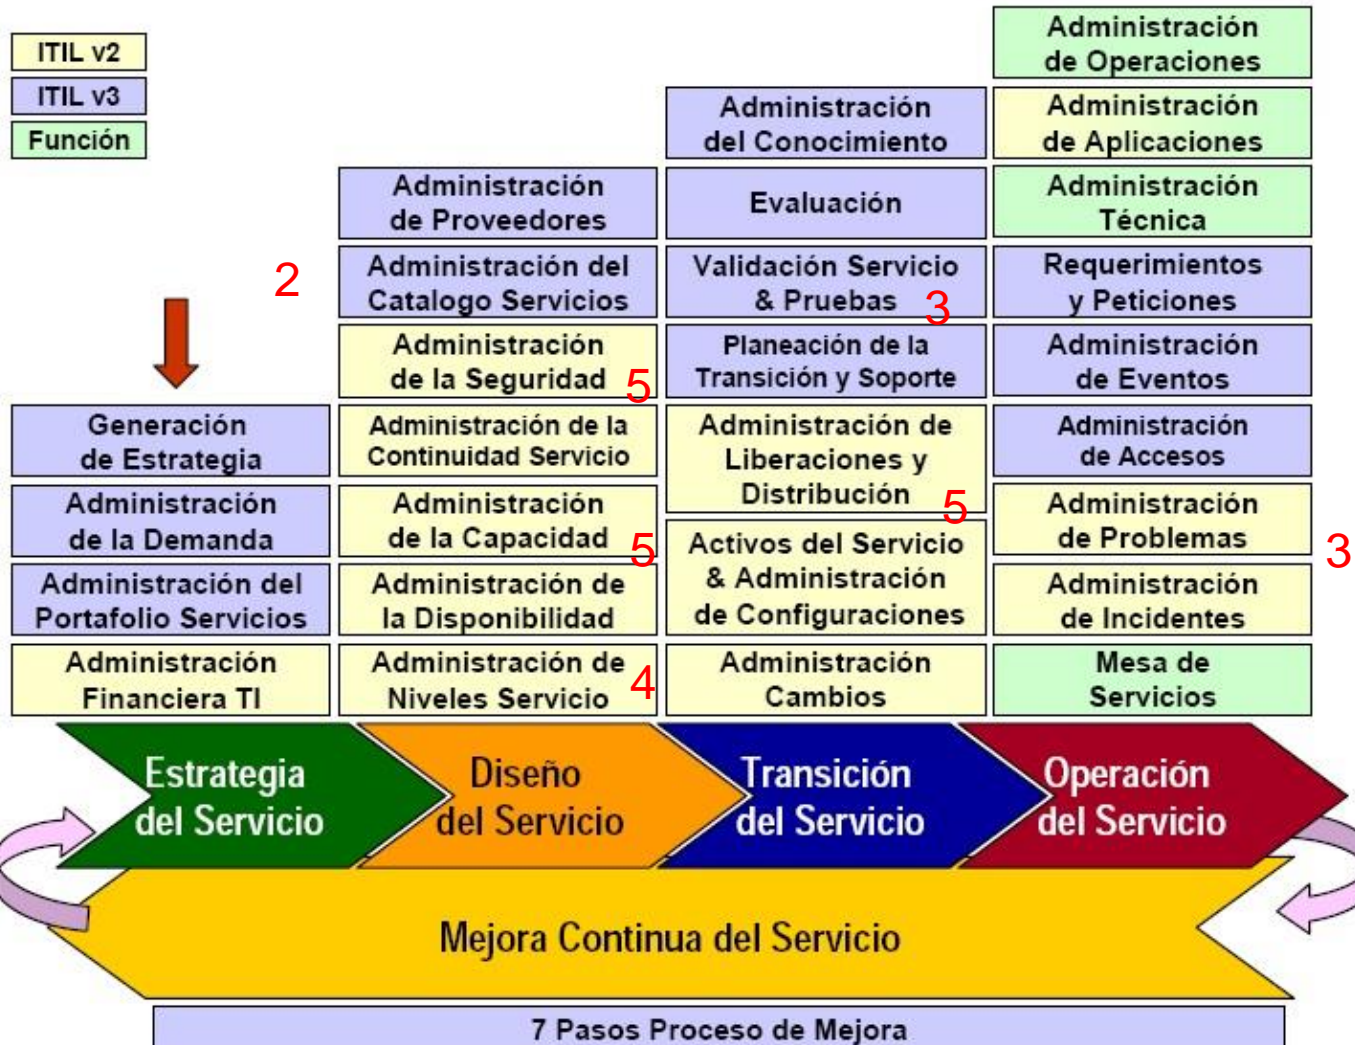 ITIL v2
ITIL v3
Función
2
Generación
de Estrategia
Administración
de la Demanda
Administración del
Portafolio Servicios
Administración
Financiera TI
Administración
de Proveedores
Administración del
Catalogo Servicios
Administración
de la Seguridad
5
Administración de la
Continuidad Servicio
Administración
de la Capacidad
5
Administración de
la Disponibilidad
Administración de
Niveles Servicio
4
Administración
del Conocimiento
Evaluación
Validación Servicio
& Pruebas
3
Planeación de la
Transición y Soporte
Administración de
Liberaciones y
Distribución
5
Activos del Servicio
& Administración
de Configuraciones
Administración
Cambios
Administración
de Operaciones
Administración
de Aplicaciones
Administración
Técnica
Requerimientos
y Peticiones
Administración
de Eventos
Administración
de Accesos
Administración
de Problemas
3
Administración
de Incidentes
Mesa de
Servicios
Estrategia
del Servicio
Diseño
del Servicio
Transición
del Servicio
Operación
del Servicio
Mejora Continua del Servicio
7 Pasos Proceso de Mejora